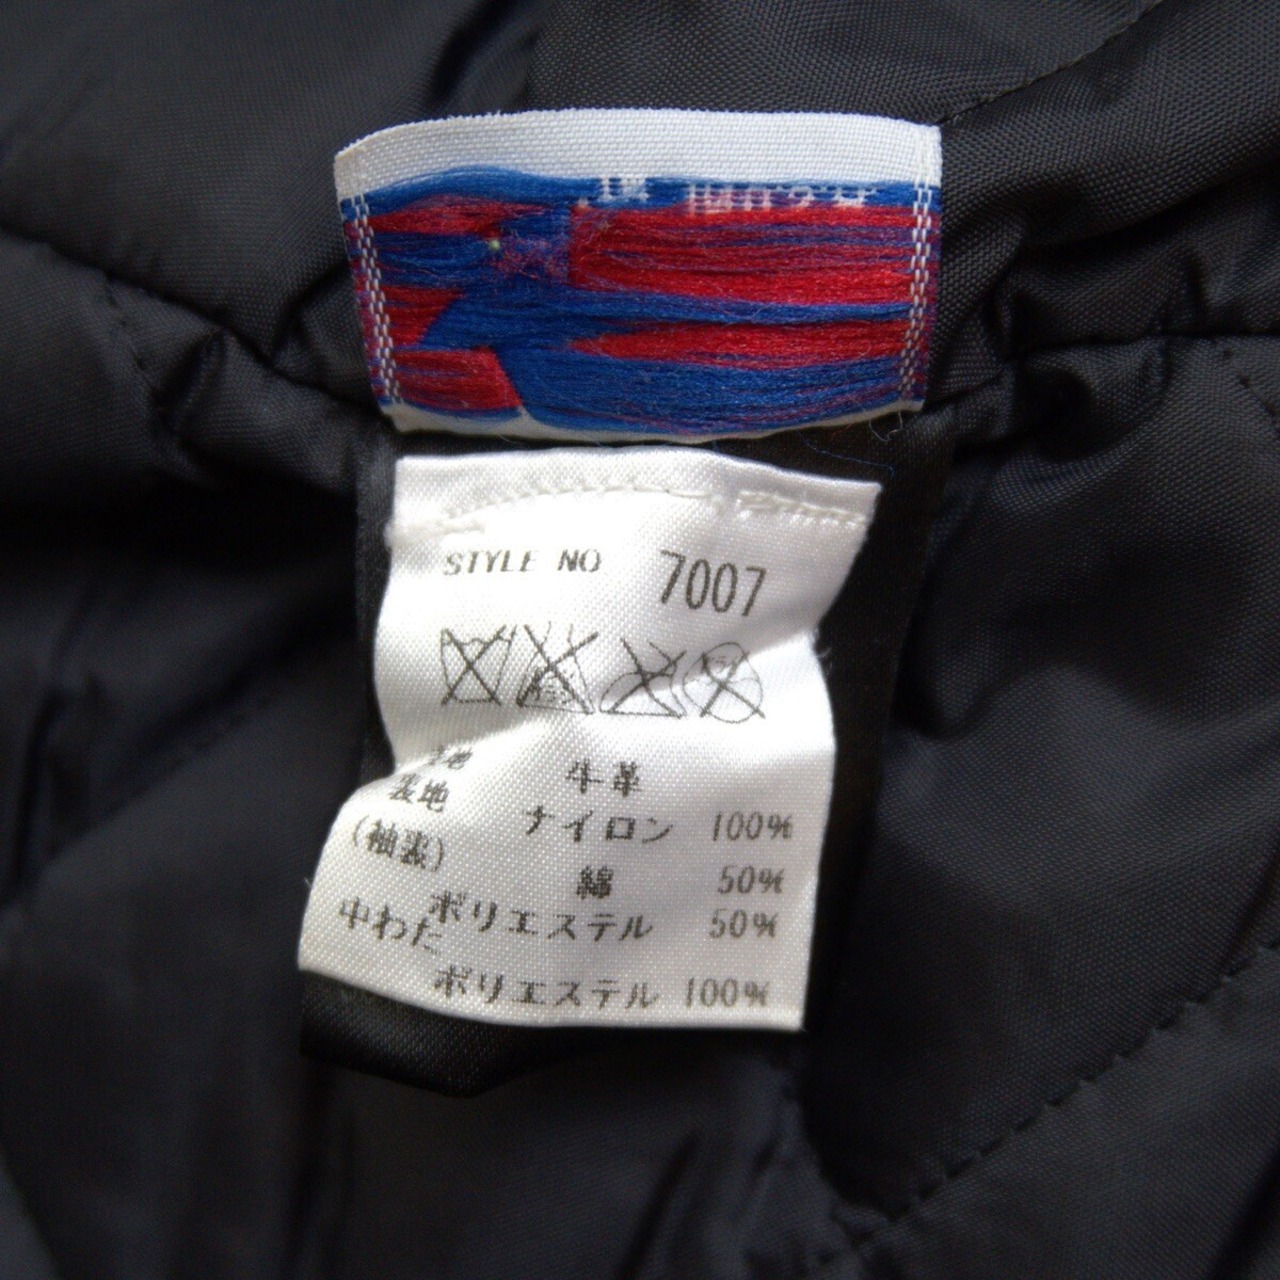 STYLE NO 7007
牛革
表地 ナイロン 100%
(袖裏) 綿 50%
ポリエステル 50%
中わた
ポリエステル 100%